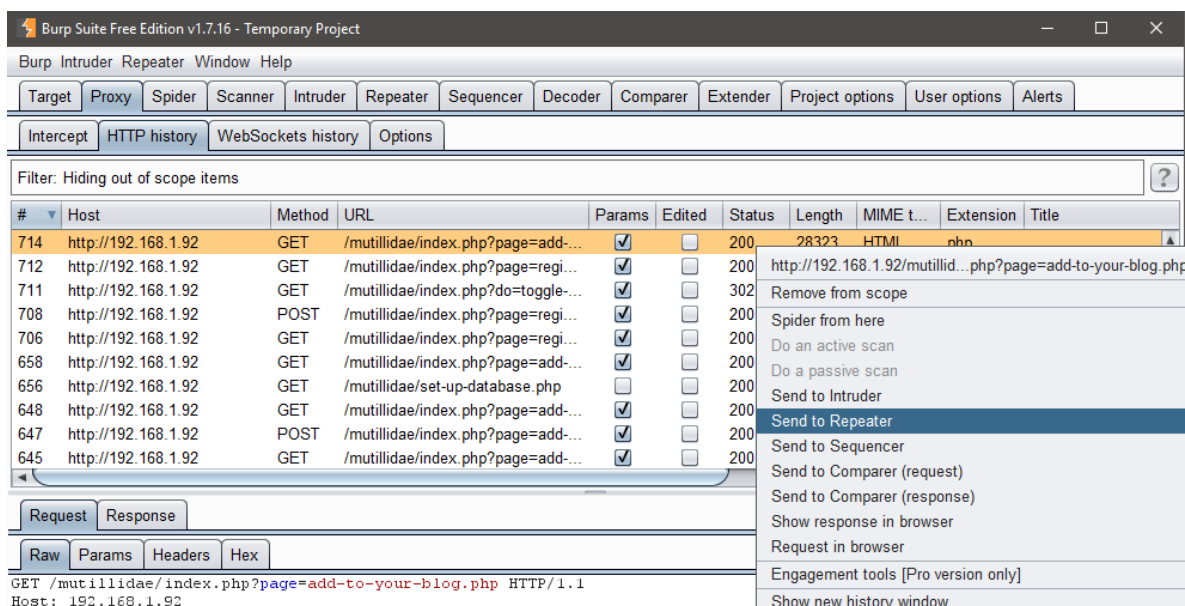 Burp Suite Free Edition v1.7.16 - Temporary Project
Burp Intruder Repeater Window Help
Target Proxy Spider Scanner Intruder Repeater Sequencer Decoder Comparer Extender Project options User options Alerts
Intercept HTTP history WebSockets history Options
Filter: Hiding out of scope items ?
# Host Method URL Params Edited Status Length MIME t... Extension Title
714 http://192.168.1.92 GET /mutillidae/index.php?page=add-... 200 28323 HTML php
712 http://192.168.1.92 GET /mutillidae/index.php?page=regi... 200
711 http://192.168.1.92 GET /mutillidae/index.php?do=toggle-... 302
708 http://192.168.1.92 POST /mutillidae/index.php?page=regi... 200
706 http://192.168.1.92 GET /mutillidae/index.php?page=regi... 200
658 http://192.168.1.92 GET /mutillidae/index.php?page=add-... 200
656 http://192.168.1.92 GET /mutillidae/set-up-database.php 200
648 http://192.168.1.92 GET /mutillidae/index.php?page=add-... 200
647 http://192.168.1.92 POST /mutillidae/index.php?page=add-... 200
645 http://192.168.1.92 GET /mutillidae/index.php?page=add-... 200
http://192.168.1.92/mutillid...php?page=add-to-your-blog.php
Remove from scope
Spider from here
Do an active scan
Do a passive scan
Send to Intruder
Send to Repeater
Send to Sequencer
Send to Comparer (request)
Send to Comparer (response)
Show response in browser
Request in browser
Engagement tools [Pro version only]
Show new history window
Request Response
Raw Params Headers Hex
GET /mutillidae/index.php?page=add-to-your-blog.php HTTP/1.1
Host: 192.168.1.92